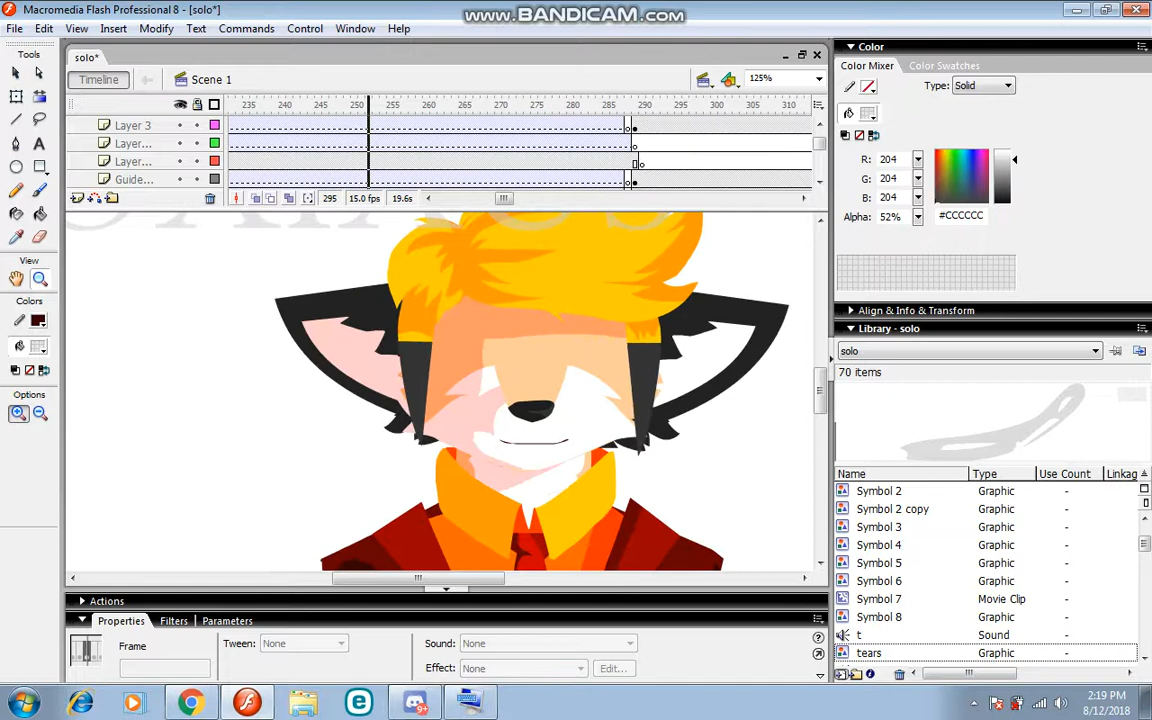 Macromedia Flash Professional 8 - [solo*]
www.BANDICAM.com
File Edit View Insert Modify Text Commands Control Window Help
Tools
solo*
Timeline
Scene 1
125%
235 240 245 250 255 260 265 270 275 280 285 290 295 300 305 310
Layer 3
Layer...
Layer...
Guide...
295 15.0 fps 19.6s
View
Colors
Options
Color
Color Mixer Color Swatches
Type: Solid
R: 204
G: 204
B: 204
Alpha: 52%
#CCCCCC
Align & Info & Transform
Library - solo
solo
70 items
Name Type Use Count Linkag
Symbol 2 Graphic -
Symbol 2 copy Graphic -
Symbol 3 Graphic -
Symbol 4 Graphic -
Symbol 5 Graphic -
Symbol 6 Graphic -
Symbol 7 Movie Clip -
Symbol 8 Graphic -
t Sound -
tears Graphic -
Actions
Properties Filters Parameters
Frame
Tween: None
Sound: None
Effect: None
Edit...
9+
2:19 PM
8/12/2018